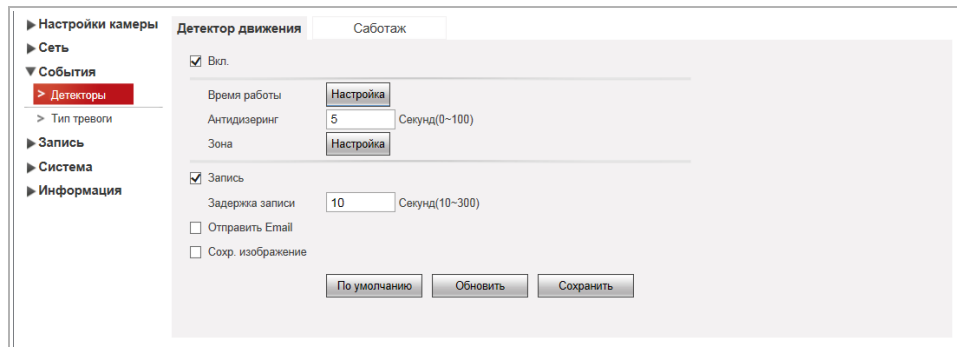 Настройки камеры
Сеть
События
> Детекторы
> Тип тревоги
Запись
Система
Информация
Детектор движения Саботаж
Вкл.
Время работы Настройка
Антидизеринг 5 Секунд(0~100)
Зона Настройка
Запись
Задержка записи 10 Секунд(10~300)
Отправить Email
Сохр. изображение
По умолчанию Обновить Сохранить